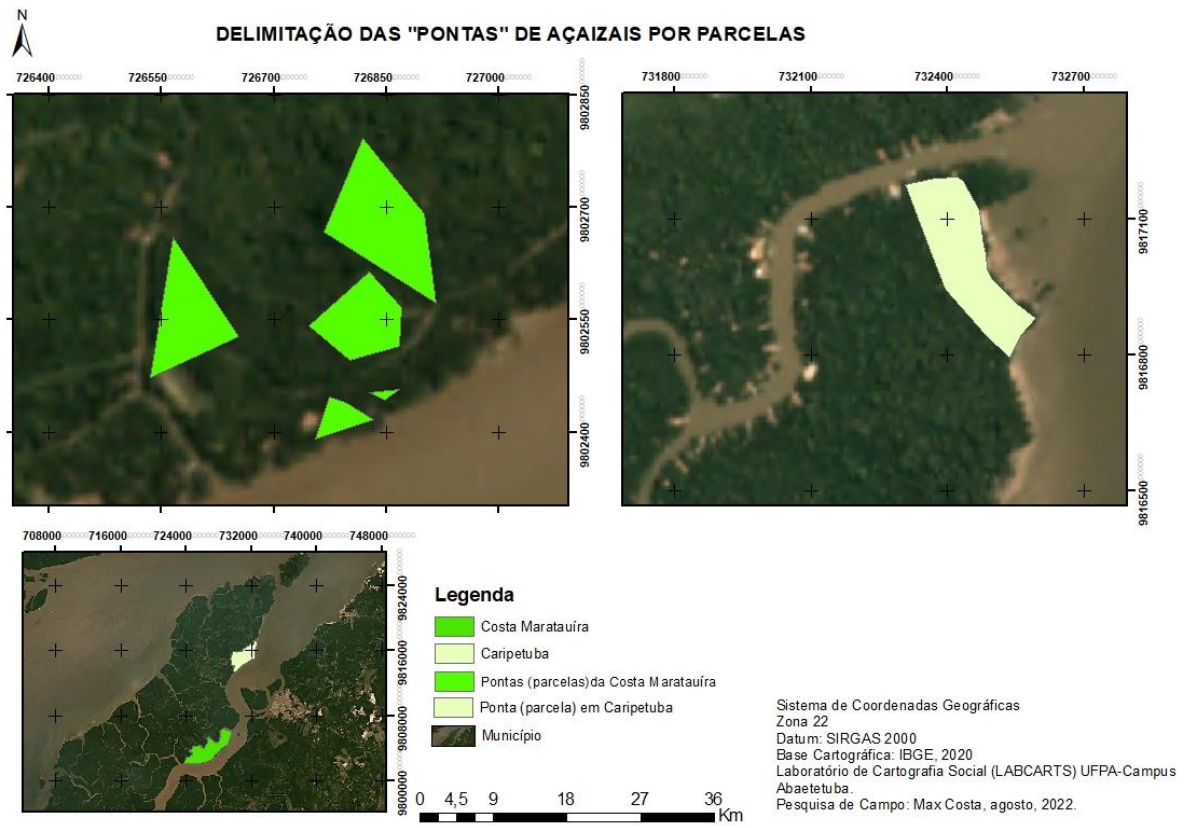 N
DELIMITAÇÃO DAS "PONTAS" DE AÇAIZAIS POR PARCELAS
726400 726550 726700 726850 727000
9802850
9802700
9802550
9802400
731800 732100 732400 732700
9817100
9816800
9816500
708000 716000 724000 732000 740000 748000
9824000
9816000
9808000
9800000
Legenda
Costa Maratauíra
Caripetuba
Pontas (parcelas)da Costa Maratauíra
Ponta (parcela) em Caripetuba
Município
0 4,5 9 18 27 36
Km
Sistema de Coordenadas Geográficas
Zona 22
Datum: SIRGAS 2000
Base Cartográfica: IBGE, 2020
Laboratório de Cartografia Social (LABCARTS) UFPA-Campus
Abaetetuba.
Pesquisa de Campo: Max Costa, agosto, 2022.